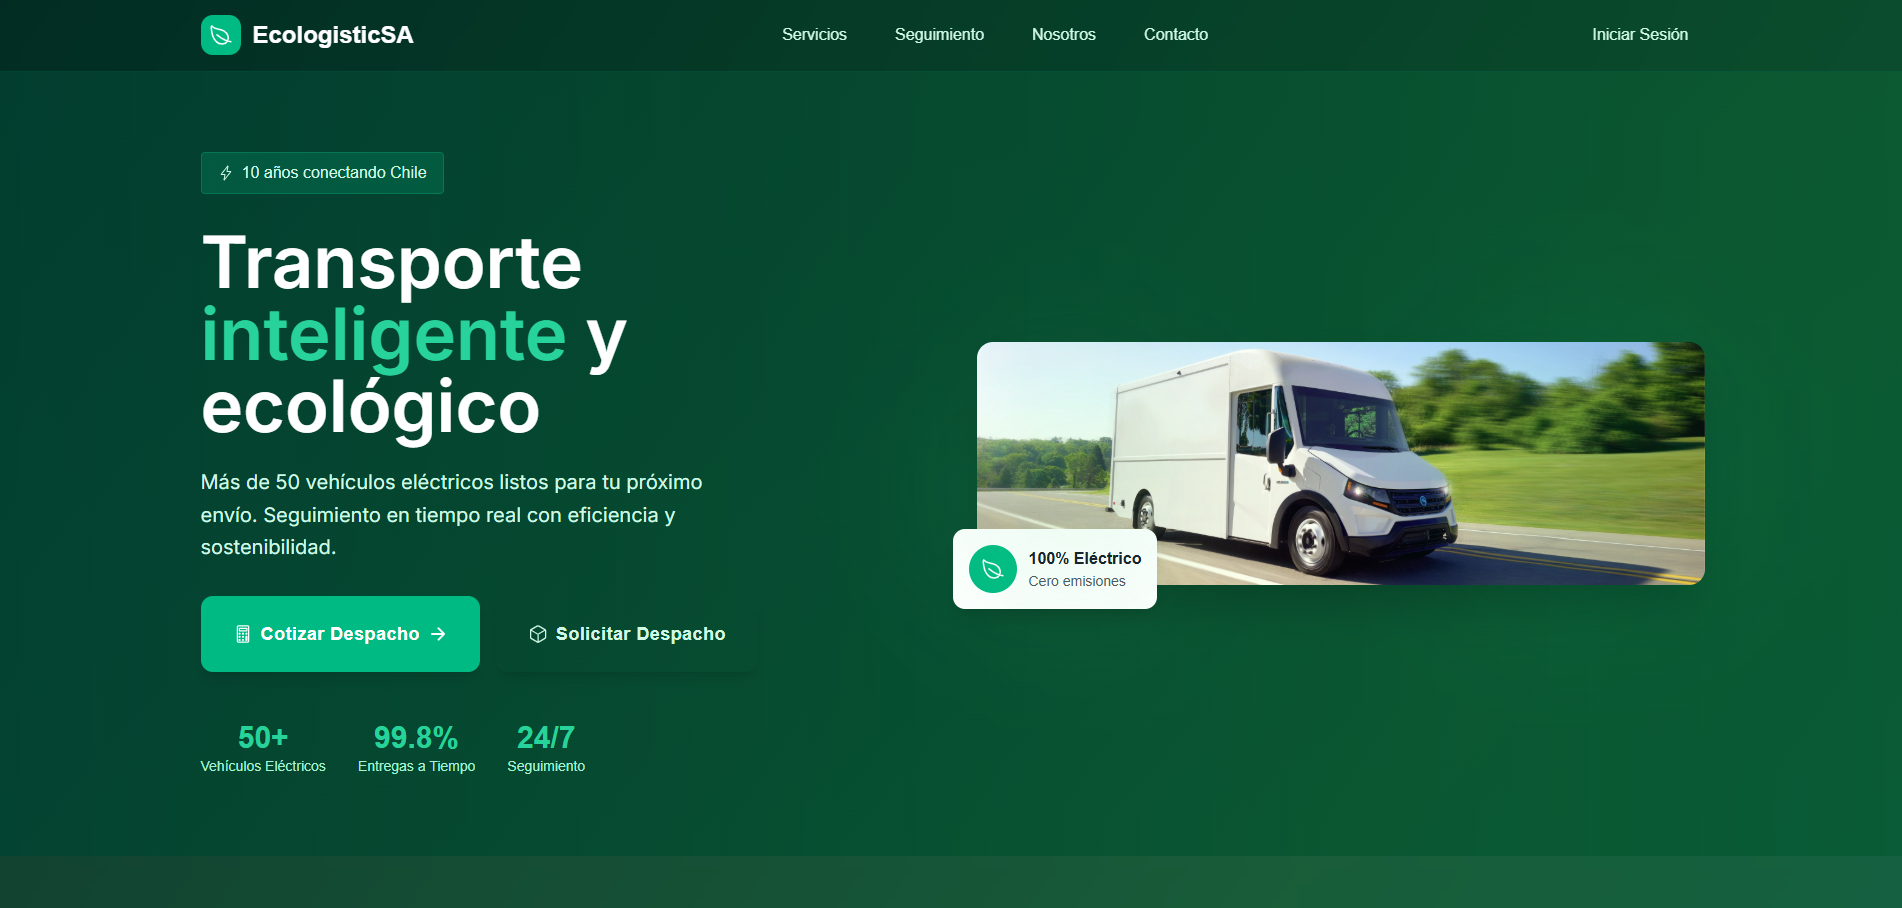 EcologisticSA
Servicios
Seguimiento
Nosotros
Contacto
Iniciar Sesión
10 años conectando Chile
Transporte
inteligente y
ecológico
Más de 50 vehículos eléctricos listos para tu próximo
envío. Seguimiento en tiempo real con eficiencia y
sostenibilidad.
100% Eléctrico
Cero emisiones
Cotizar Despacho
Solicitar Despacho
50+
Vehículos Eléctricos
99.8%
Entregas a Tiempo
24/7
Seguimiento